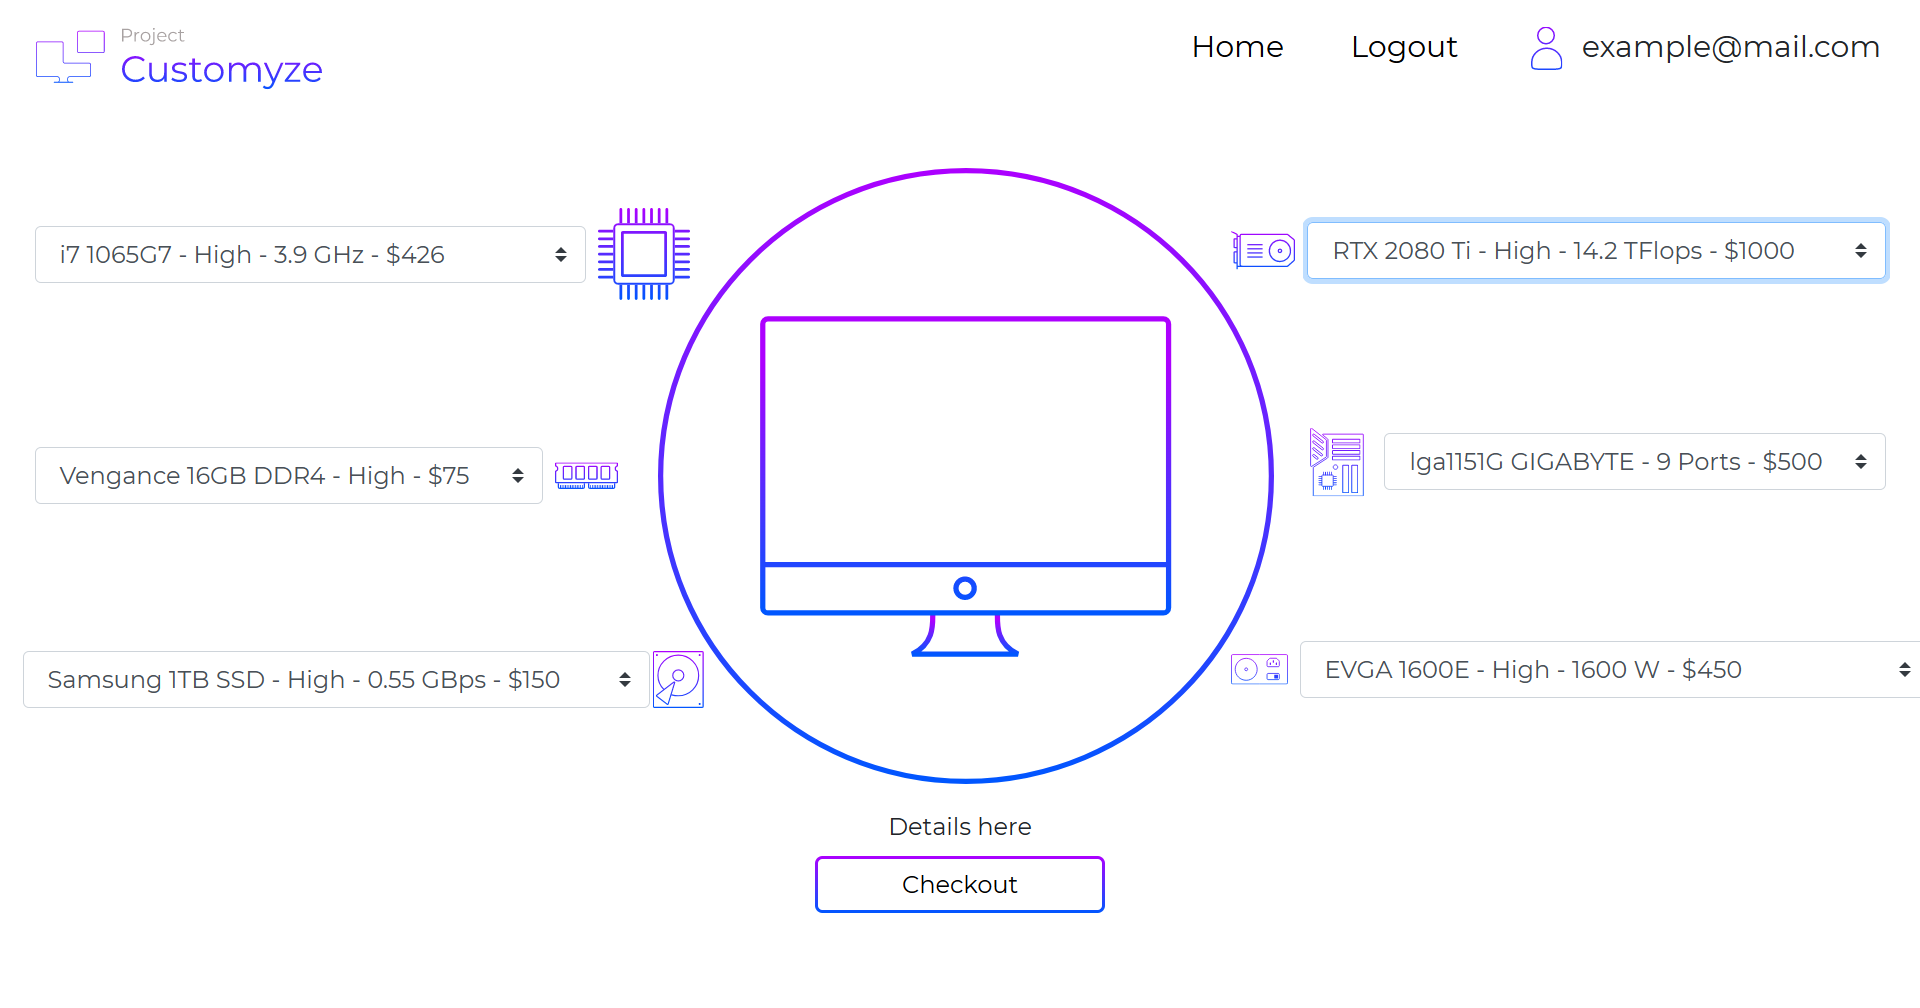 Project
Customyze
Home
Logout
example@mail.com
i7 1065G7 - High - 3.9 GHz - $426
RTX 2080 Ti - High - 14.2 TFlops - $1000
Vengance 16GB DDR4 - High - $75
lga1151G GIGABYTE - 9 Ports - $500
Samsung 1TB SSD - High - 0.55 GBps - $150
EVGA 1600E - High - 1600 W - $450
Details here
Checkout